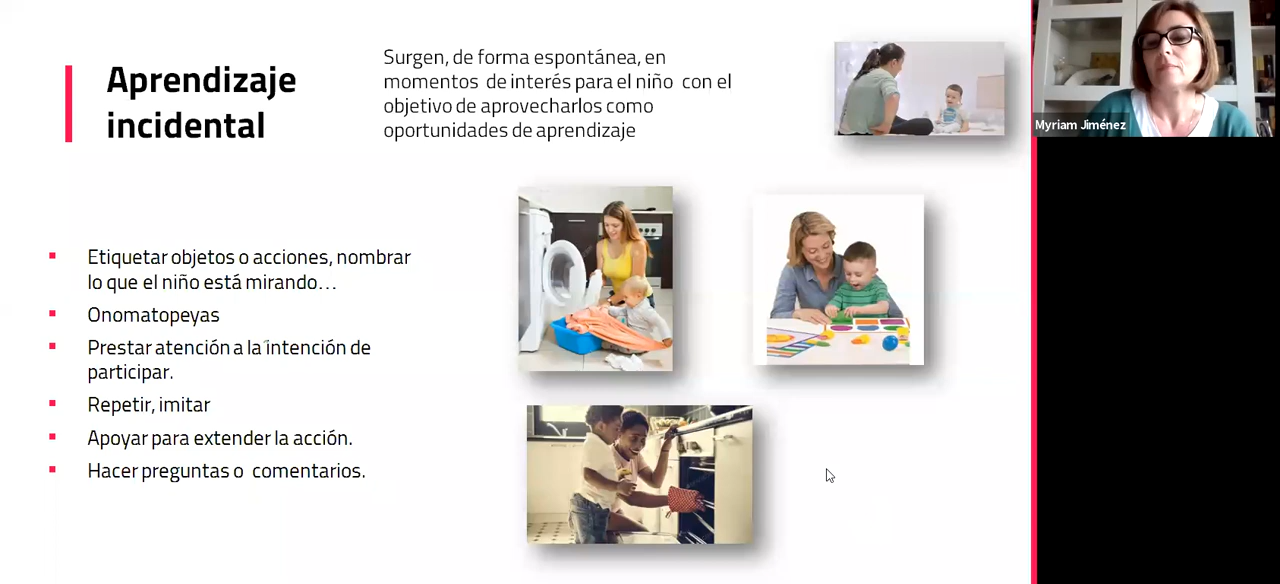 Aprendizaje
incidental
Surgen, de forma espontánea, en
momentos de interés para el niño con el
objetivo de aprovecharlos como
oportunidades de aprendizaje
Myriam Jiménez
Etiquetar objetos o acciones, nombrar
lo que el niño está mirando…
Onomatopeyas
Prestar atención a la intención de
participar.
Repetir, imitar
Apoyar para extender la acción.
Hacer preguntas o comentarios.